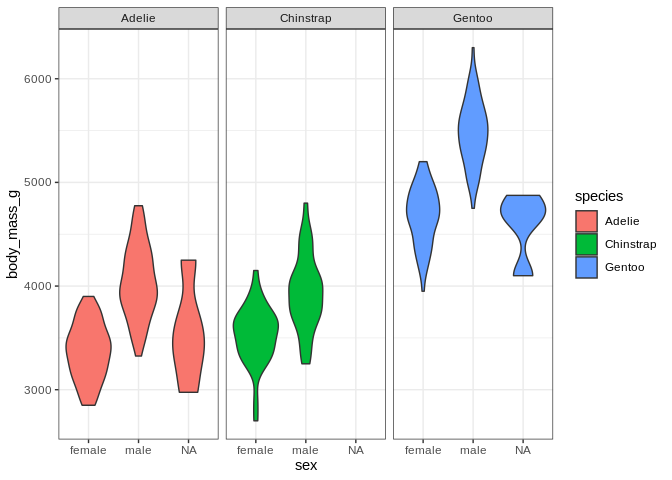 Adelie Chinstrap Gentoo
6000
5000
4000
3000
body_mass_g
female male NA female male NA female male NA
sex
species
Adelie
Chinstrap
Gentoo